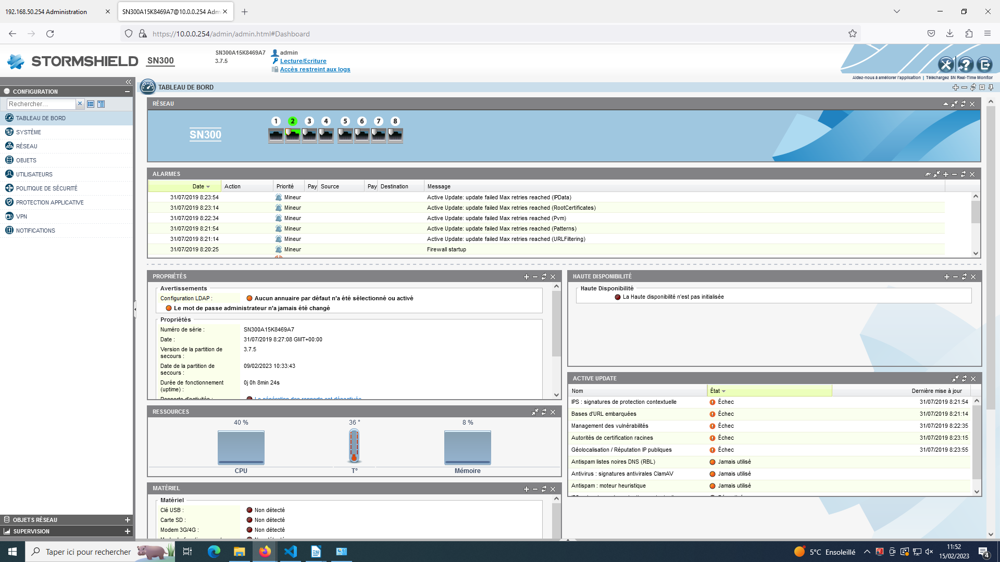 192.168.50.254 Administration
SN300A15K8469A7@10.0.0.254 Adm
https://10.0.0.254/admin/admin.html#Dashboard
STORMSHIELD SN300
SN300A15K8469A7
3.7.5
admin
Lecture/Ecriture
Accès restreint aux logs
Aidez-nous à améliorer l'application | Téléchargez SN Real-Time Monitor
CONFIGURATION
Rechercher...
TABLEAU DE BORD
SYSTÈME
RÉSEAU
OBJETS
UTILISATEURS
POLITIQUE DE SÉCURITÉ
PROTECTION APPLICATIVE
VPN
NOTIFICATIONS
OBJETS RÉSEAU
SUPERVISION
TABLEAU DE BORD
RÉSEAU
SN300
1 2 3 4 5 6 7 8
ALARMES
Date Action Priorité Pay Source Pay Destination Message
31/07/2019 8:23:54 Mineur Active Update: update failed Max retries reached (IPData)
31/07/2019 8:23:14 Mineur Active Update: update failed Max retries reached (RootCertificates)
31/07/2019 8:22:34 Mineur Active Update: update failed Max retries reached (Pvm)
31/07/2019 8:21:54 Mineur Active Update: update failed Max retries reached (Patterns)
31/07/2019 8:21:14 Mineur Active Update: update failed Max retries reached (URLFiltering)
31/07/2019 8:20:25 Mineur Firewall startup
PROPRIÉTÉS
Avertissements
Configuration LDAP : Aucun annuaire par défaut n'a été sélectionné ou activé
Le mot de passe administrateur n'a jamais été changé
Propriétés
Numéro de série : SN300A15K8469A7
Date : 31/07/2019 8:27:08 GMT+00:00
Version de la partition de secours : 3.7.5
Date de la partition de secours : 09/02/2023 10:33:43
Durée de fonctionnement (uptime) : 0j 0h 8min 24s
Rapports d'activités : La génération des rapports est désactivée
RESSOURCES
40 % 36 ° 8 %
CPU T° Mémoire
MATÉRIEL
Matériel
Clé USB : Non détecté
Carte SD : Non détecté
Modem 3G/4G : Non détecté
HAUTE DISPONIBILITÉ
Haute Disponibilité
La Haute disponibilité n'est pas initialisée
ACTIVE UPDATE
Nom État Dernière mise à jour
IPS : signatures de protection contextuelle Échec 31/07/2019 8:21:54
Bases d'URL embarquées Échec 31/07/2019 8:21:14
Management des vulnérabilités Échec 31/07/2019 8:22:35
Autorités de certification racines Échec 31/07/2019 8:23:15
Géolocalisation / Réputation IP publiques Échec 31/07/2019 8:23:55
Antispam listes noires DNS (RBL) Jamais utilisé
Antivirus : signatures antivirales ClamAV Jamais utilisé
Antispam : moteur heuristique Jamais utilisé
Taper ici pour rechercher
5°C Ensoleillé
11:52
15/02/2023
4